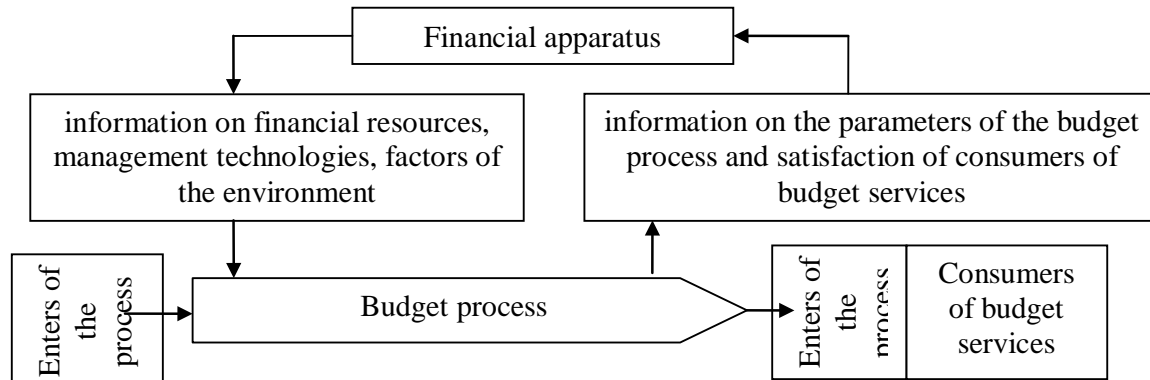 Financial apparatus
information on financial resources,
management technologies, factors of
the environment
information on the parameters of the budget
process and satisfaction of consumers of
budget services
Enters of
the
process
Budget process
Enters of
the
process
Consumers
of budget
services